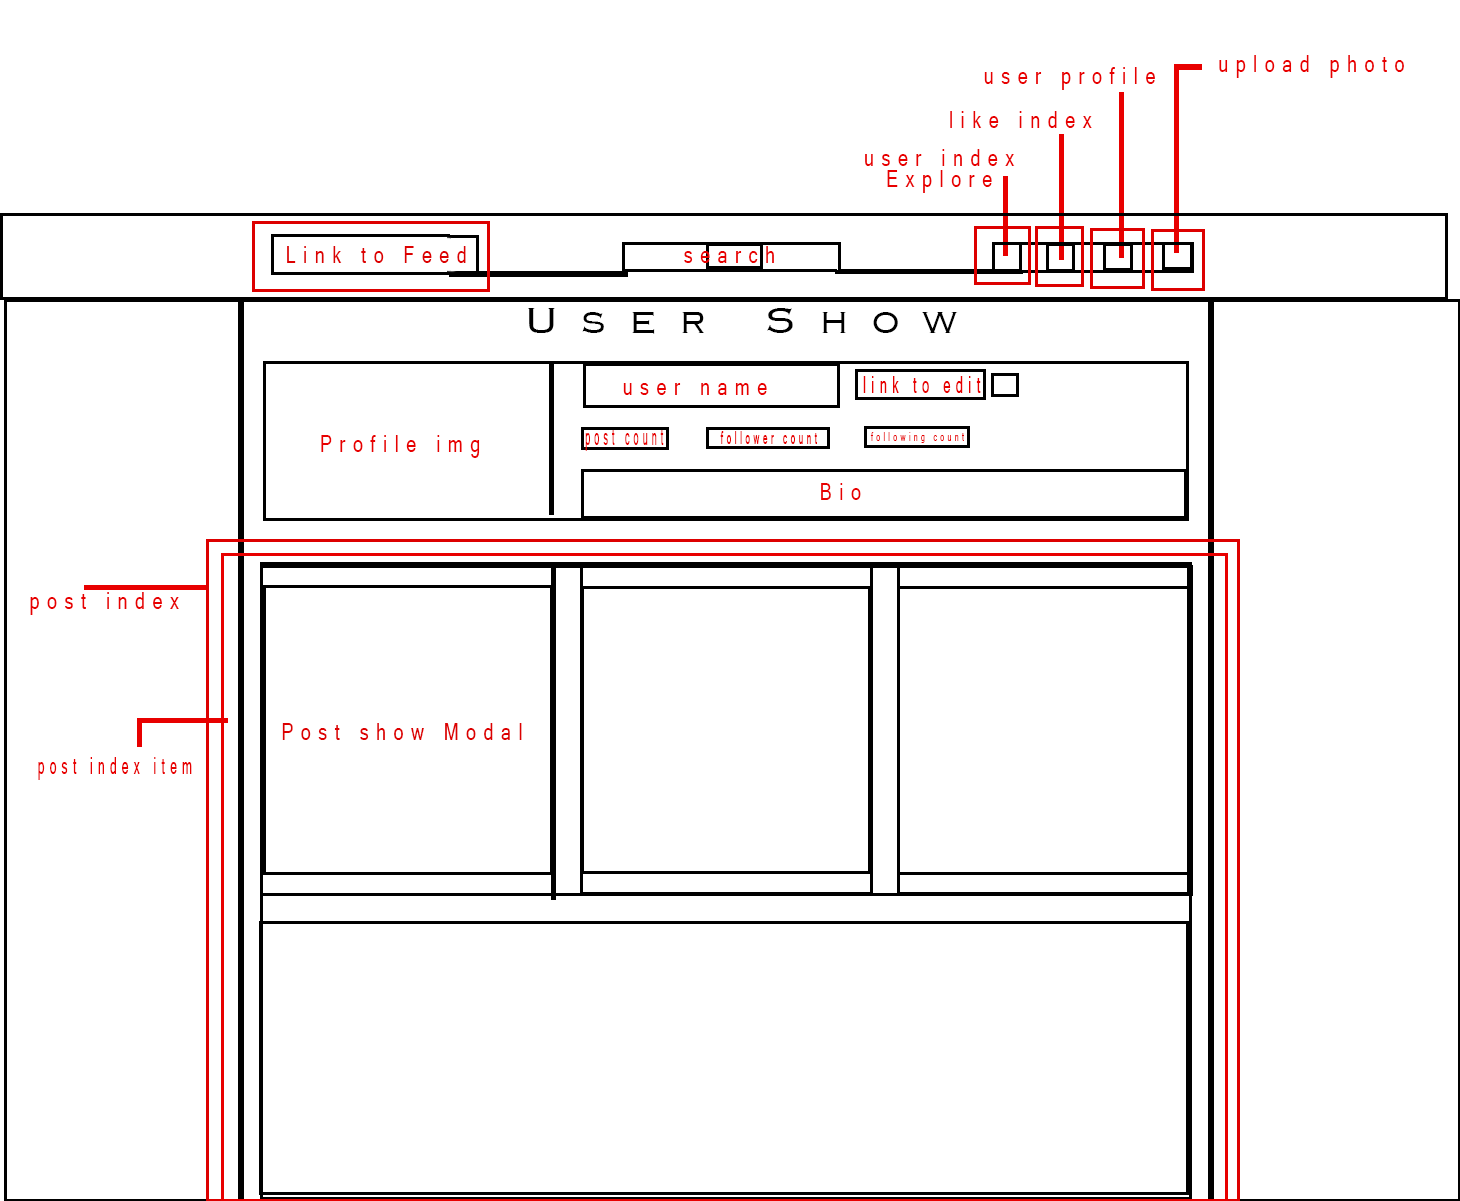 upload photo
user profile
like index
user index
Explore
Link to Feed
search
User Show
user name
link to edit
Profile img
post count
follower count
following count
Bio
post index
Post show Modal
post index item